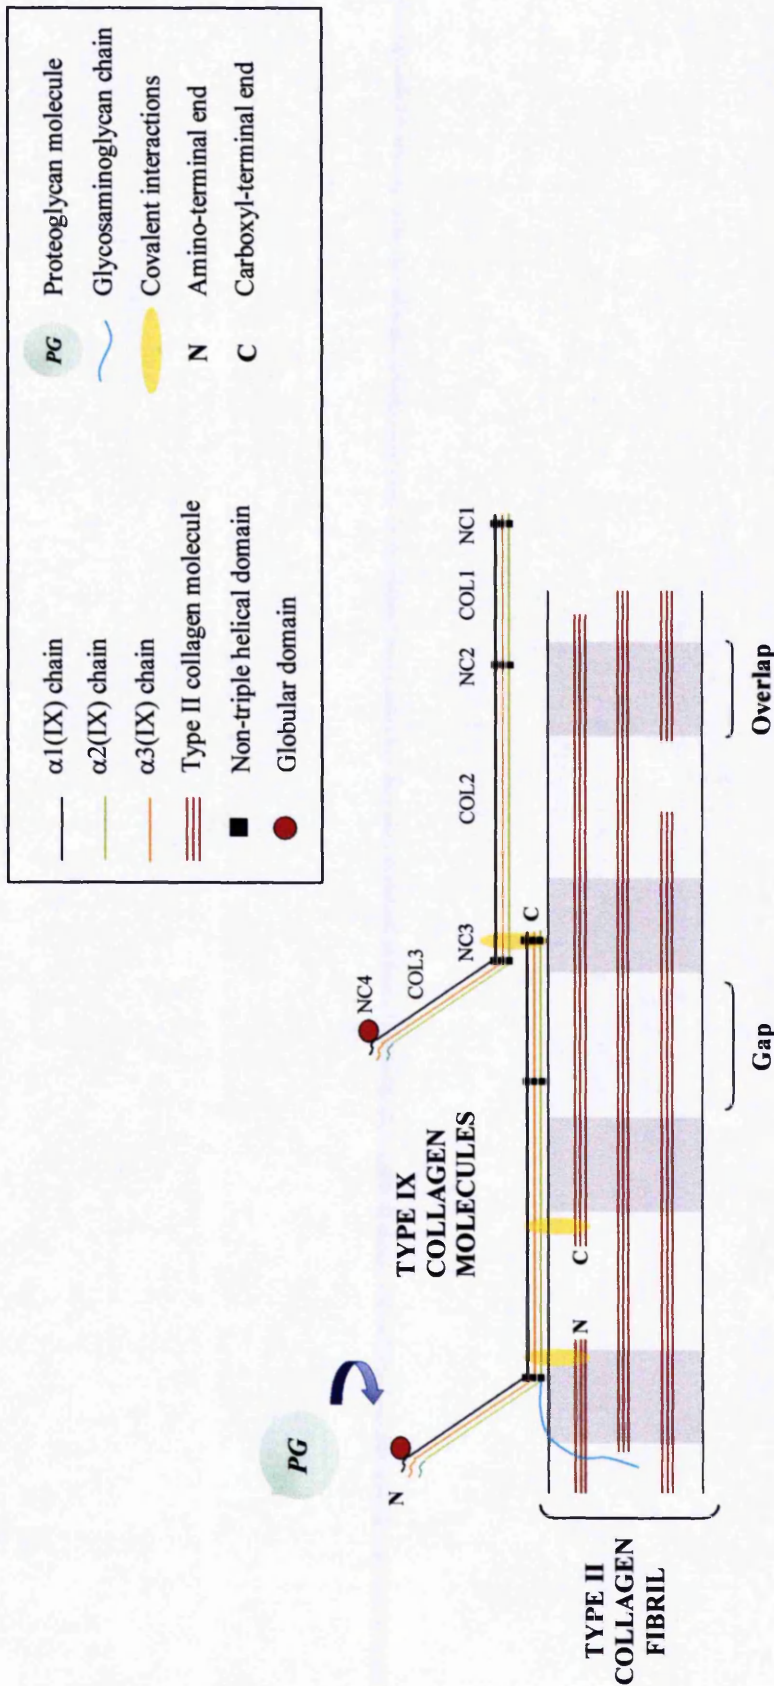 α1(IX) chain
α2(IX) chain
α3(IX) chain
Type II collagen molecule
Non-triple helical domain
Globular domain
PG Proteoglycan molecule
Glycosaminoglycan chain
Covalent interactions
N Amino-terminal end
C Carboxyl-terminal end
PG
N
TYPE IX
COLLAGEN
MOLECULES
NC4
COL3
NC3
COL2
NC2
COL1
NC1
C
N
C
TYPE II
COLLAGEN
FIBRIL
Gap
Overlap